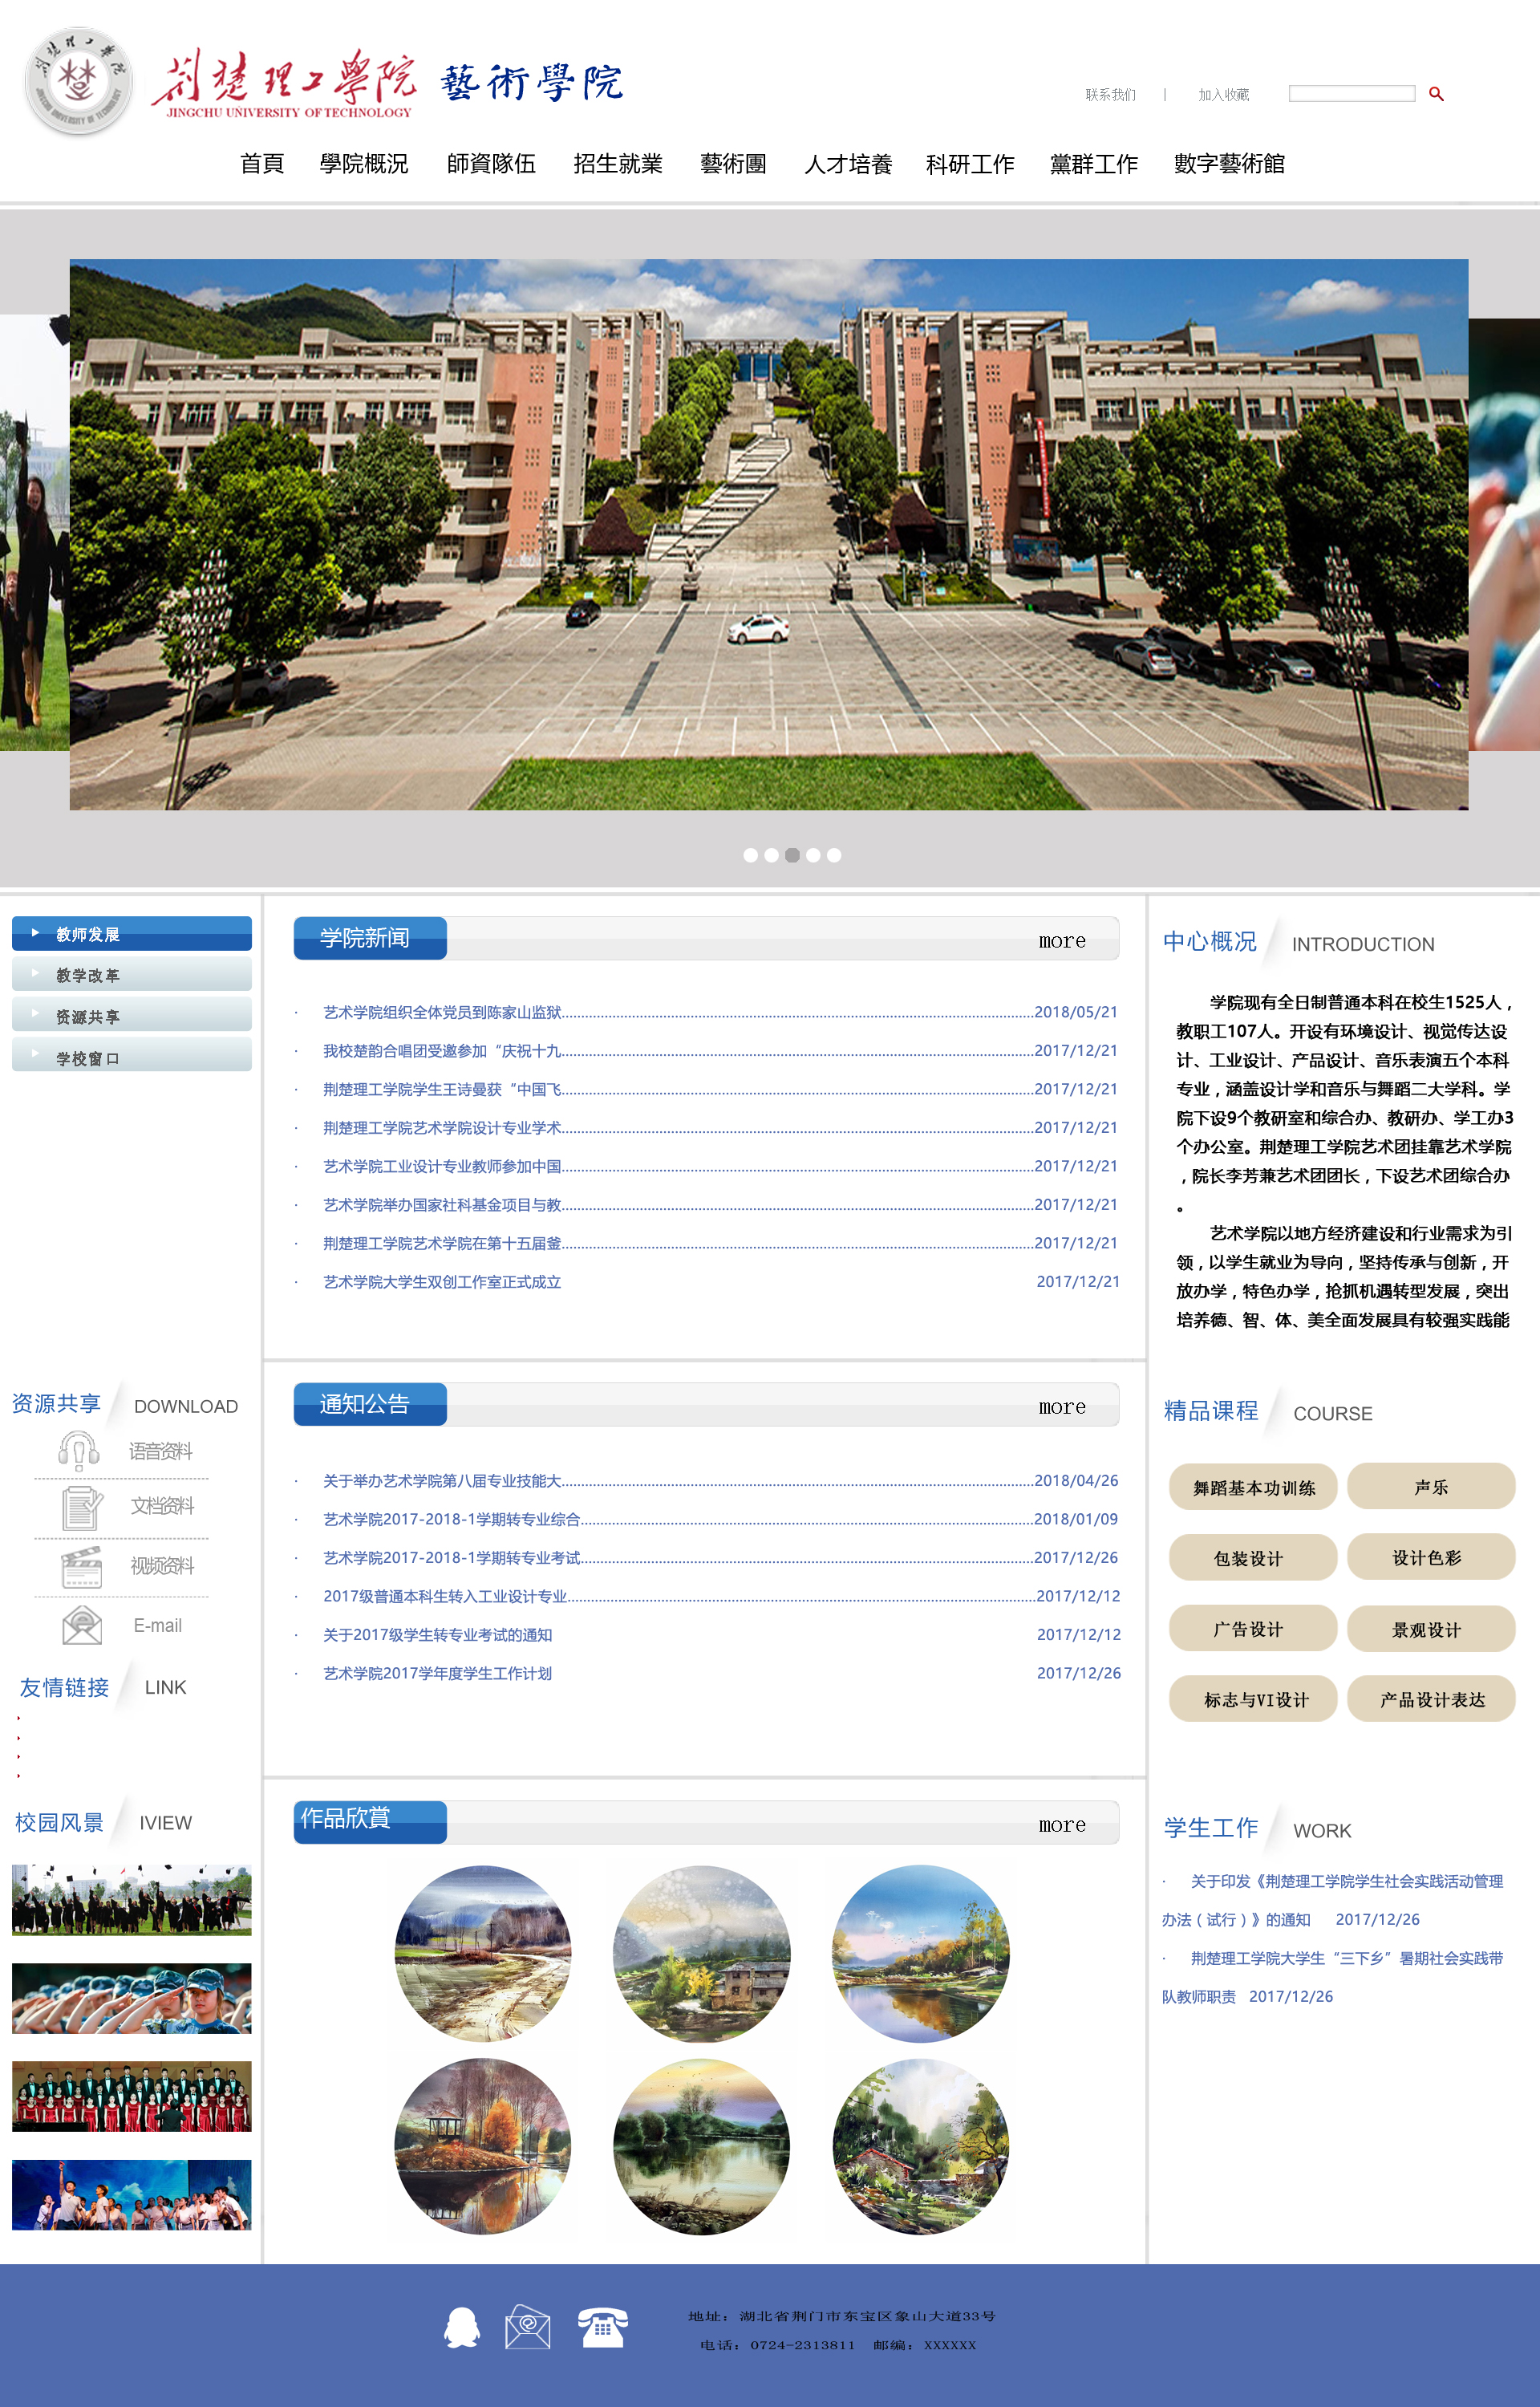 荆楚理工學院 藝術學院
JINGCHU UNIVERSITY OF TECHNOLOGY
联系我们 | 加入收藏
首頁 學院概況 師資隊伍 招生就業 藝術團 人才培養 科研工作 黨群工作 數字藝術館
教师发展
教学改革
资源共享
学校窗口
资源共享 DOWNLOAD
语音资料
文档资料
视频资料
E-mail
友情链接 LINK
校园风景 IVIEW
学院新闻 more
· 艺术学院组织全体党员到陈家山监狱........2018/05/21
· 我校楚韵合唱团受邀参加“庆祝十九........2017/12/21
· 荆楚理工学院学生王诗曼获“中国飞........2017/12/21
· 荆楚理工学院艺术学院设计专业学术........2017/12/21
· 艺术学院工业设计专业教师参加中国........2017/12/21
· 艺术学院举办国家社科基金项目与教........2017/12/21
· 荆楚理工学院艺术学院在第十五届釜........2017/12/21
· 艺术学院大学生双创工作室正式成立 2017/12/21
通知公告 more
· 关于举办艺术学院第八届专业技能大........2018/04/26
· 艺术学院2017-2018-1学期转专业综合........2018/01/09
· 艺术学院2017-2018-1学期转专业考试........2017/12/26
· 2017级普通本科生转入工业设计专业........2017/12/12
· 关于2017级学生转专业考试的通知 2017/12/12
· 艺术学院2017学年度学生工作计划 2017/12/26
作品欣賞 more
中心概况 INTRODUCTION
学院现有全日制普通本科在校生1525人，
教职工107人。开设有环境设计、视觉传达设
计、工业设计、产品设计、音乐表演五个本科
专业，涵盖设计学和音乐与舞蹈二大学科。学
院下设9个教研室和综合办、教研办、学工办3
个办公室。荆楚理工学院艺术团挂靠艺术学院
，院长李芳兼艺术团团长，下设艺术团综合办
。
艺术学院以地方经济建设和行业需求为引
领，以学生就业为导向，坚持传承与创新，开
放办学，特色办学，抢抓机遇转型发展，突出
培养德、智、体、美全面发展具有较强实践能
精品课程 COURSE
舞蹈基本功训练 声乐
包装设计 设计色彩
广告设计 景观设计
标志与VI设计 产品设计表达
学生工作 WORK
· 关于印发《荆楚理工学院学生社会实践活动管理
办法（试行）》的通知 2017/12/26
· 荆楚理工学院大学生“三下乡”暑期社会实践带
队教师职责 2017/12/26
地址：湖北省荆门市东宝区象山大道33号
电话：0724-2313811 邮编：XXXXXX